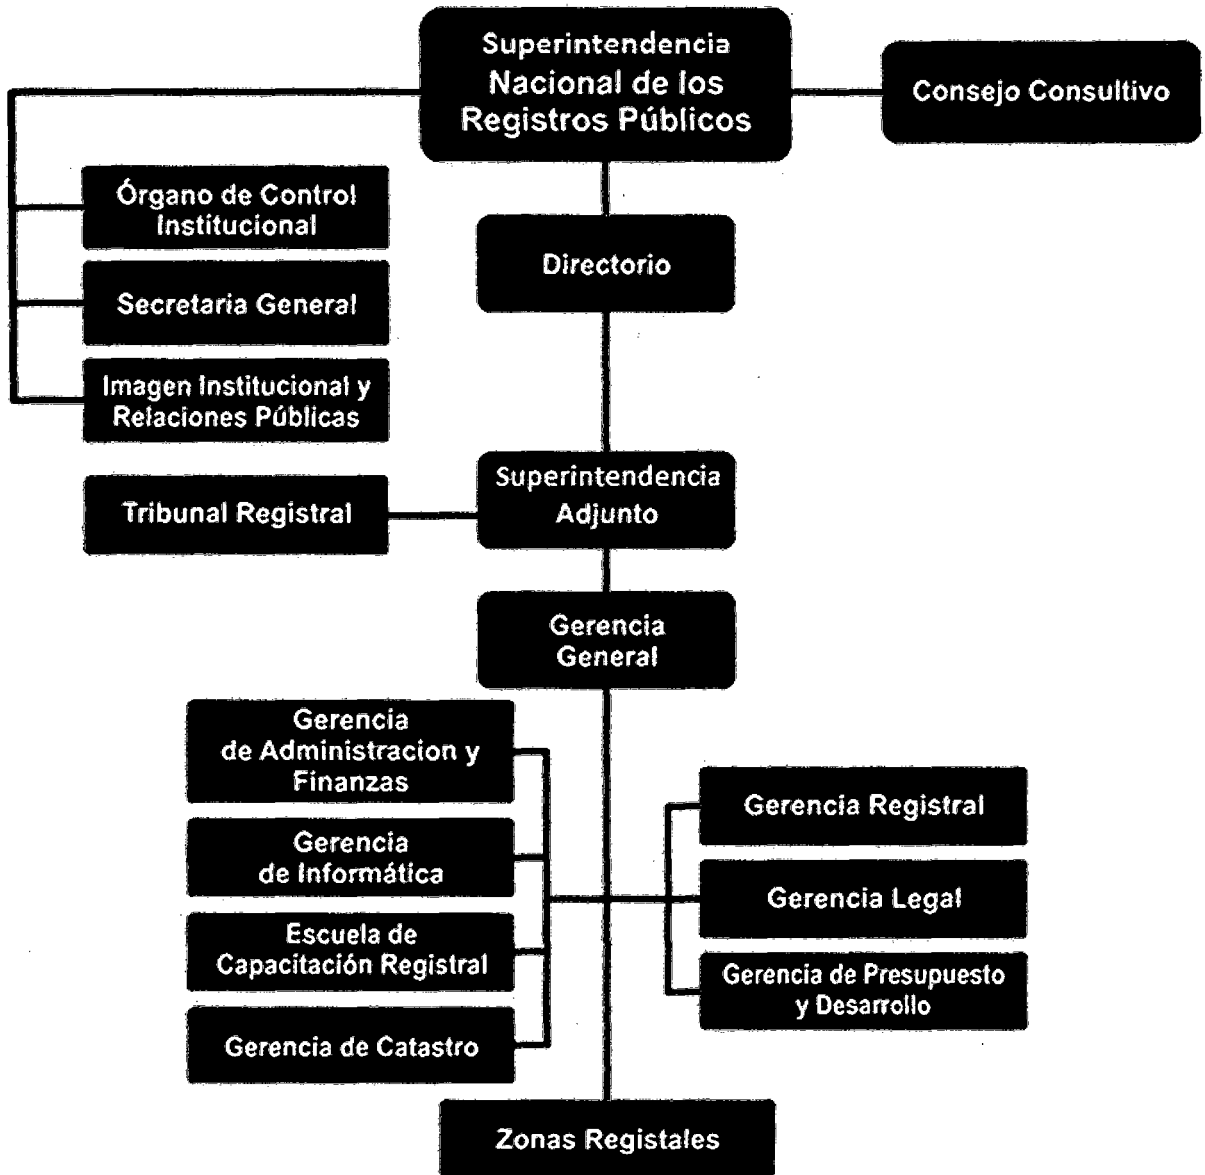 Superintendencia
Nacional de los
Registros Públicos
Consejo Consultivo
Órgano de Control
Institucional
Directorio
Secretaria General
Imagen Institucional y
Relaciones Públicas
Superintendencia
Adjunto
Tribunal Registral
Gerencia
General
Gerencia
de Administracion y
Finanzas
Gerencia Registral
Gerencia
de Informática
Gerencia Legal
Escuela de
Capacitación Registral
Gerencia de Presupuesto
y Desarrollo
Gerencia de Catastro
Zonas Registales